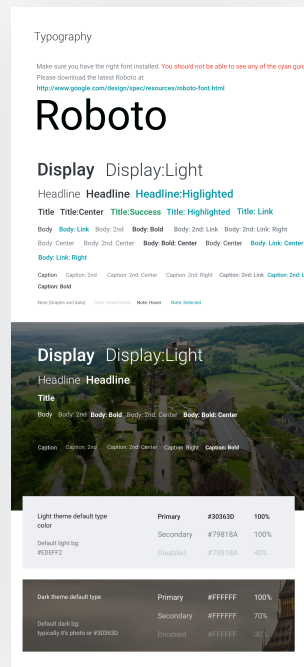 Typography
Make sure you have the right font installed. You should not be able to see any of the cyan
Please download the latest Roboto at
http://www.google.com/design/spec/resources/roboto-font.html
Roboto
Display Display:Light
Headline Headline Headline:Higlighted
Title Title:Center Title:Success Title: Highlighted Title: Link
Body Body: Link Body: 2nd Body: Bold Body: 2nd: Link Body: 2nd: Link: Right
Body: Center Body: 2nd: Center Body: Bold: Center Body: Center Body: Link: Center
Body: Link: Right
Caption Caption: 2nd Caption: 2nd: Center Caption: 2nd: Right Caption: 2nd: Link Caption: 2nd:
Caption: Bold
Note (Graphs and data) Note: Deactivated Note: Hover Note: Selected
Display Display:Light
Headline Headline
Title
Body Body: 2nd Body: Bold Body: 2nd: Center Body: Bold: Center
Caption Caption: 2nd Caption: 2nd: Center Caption: Right Caption: Bold
Light theme default type Primary #30363D 100%
color
Secondary #79818A 100%
Default light bg:
#EDEFF2 Disabled #79818A 40%
Dark theme default type Primary #FFFFFF 100%
Secondary #FFFFFF 70%
Default dark bg:
typically it's photo or #30363D Disabled #FFFFFF 30%